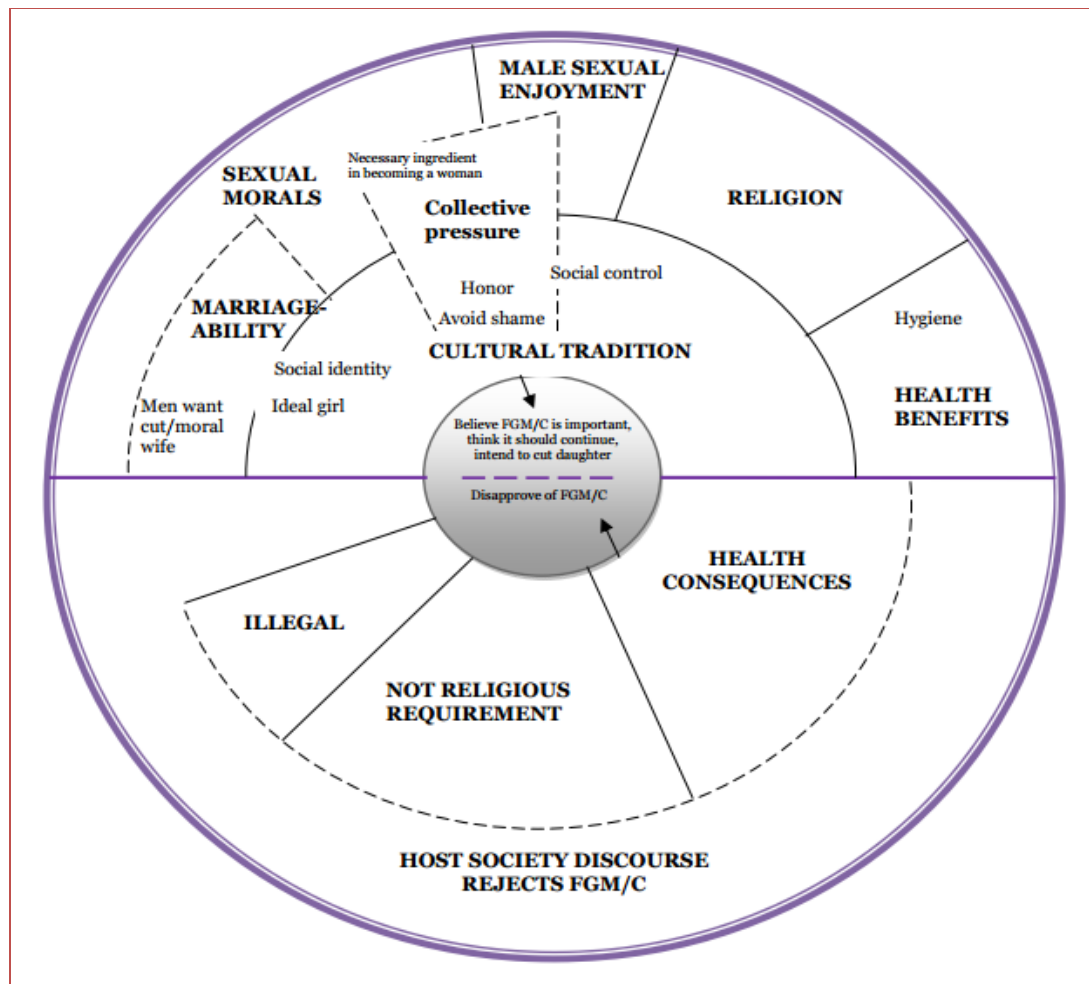 MALE SEXUAL
ENJOYMENT
Necessary ingredient
in becoming a woman
SEXUAL
MORALS
Collective
pressure
RELIGION
Social control
Honor
Avoid shame
MARRIAGE-
ABILITY
Hygiene
CULTURAL TRADITION
Social identity
Ideal girl
Men want
cut/moral
wife
HEALTH
BENEFITS
Believe FGM/C is important,
think it should continue,
intend to cut daughter
Disapprove of FGM/C
HEALTH
CONSEQUENCES
ILLEGAL
NOT RELIGIOUS
REQUIREMENT
HOST SOCIETY DISCOURSE
REJECTS FGM/C